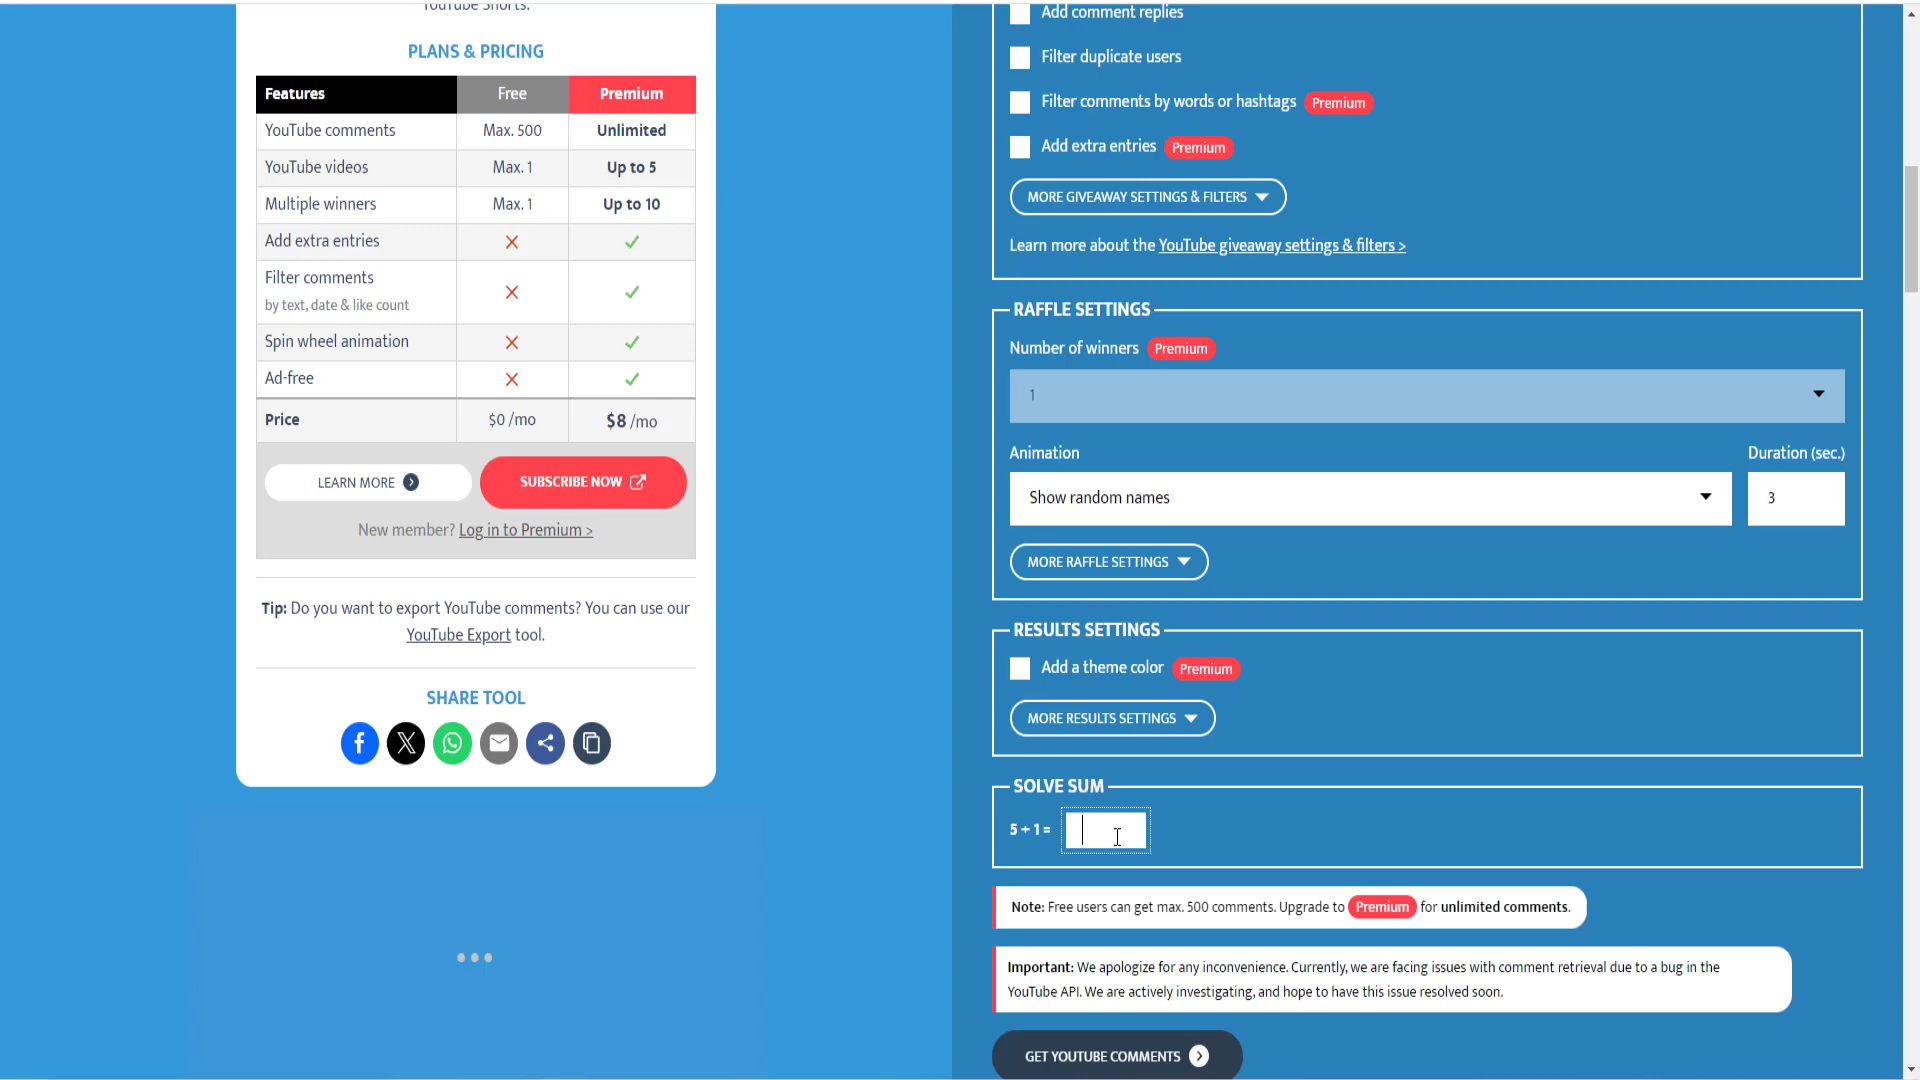 YouTube Shorts.
PLANS & PRICING
Features Free Premium
YouTube comments Max. 500 Unlimited
YouTube videos Max. 1 Up to 5
Multiple winners Max. 1 Up to 10
Add extra entries
Filter comments
by text, date & like count
Spin wheel animation
Ad-free
Price $0 /mo $8 /mo
LEARN MORE SUBSCRIBE NOW
New member? Log in to Premium >
Tip: Do you want to export YouTube comments? You can use our
YouTube Export tool.
SHARE TOOL
Add comment replies
Filter duplicate users
Filter comments by words or hashtags Premium
Add extra entries Premium
MORE GIVEAWAY SETTINGS & FILTERS
Learn more about the YouTube giveaway settings & filters >
RAFFLE SETTINGS
Number of winners Premium
1
Animation Duration (sec.)
Show random names 3
MORE RAFFLE SETTINGS
RESULTS SETTINGS
Add a theme color Premium
MORE RESULTS SETTINGS
SOLVE SUM
5 + 1 =
Note: Free users can get max. 500 comments. Upgrade to Premium for unlimited comments.
Important: We apologize for any inconvenience. Currently, we are facing issues with comment retrieval due to a bug in the
YouTube API. We are actively investigating, and hope to have this issue resolved soon.
GET YOUTUBE COMMENTS